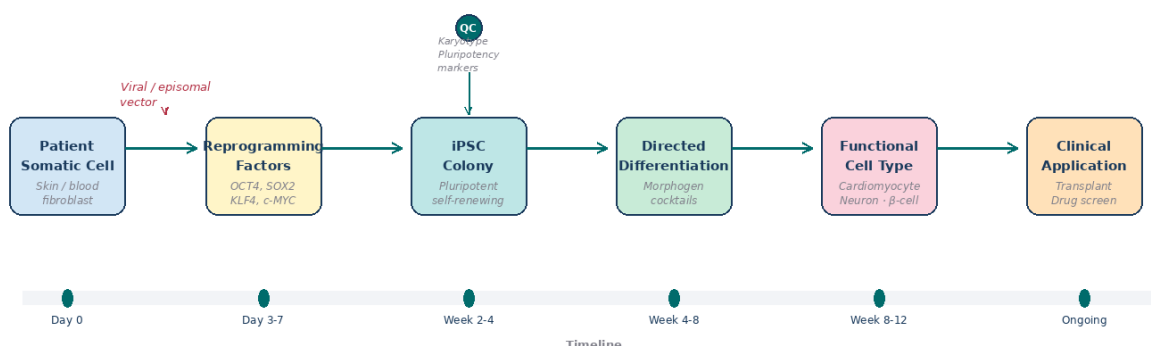 QC
Karyotype
Pluripotency
markers
Viral / episomal
vector
Patient
Somatic Cell
Skin / blood
fibroblast
Reprogramming
Factors
OCT4, SOX2
KLF4, c-MYC
iPSC
Colony
Pluripotent
self-renewing
Directed
Differentiation
Morphogen
cocktails
Functional
Cell Type
Cardiomyocyte
Neuron · β-cell
Clinical
Application
Transplant
Drug screen
Day 0
Day 3-7
Week 2-4
Week 4-8
Week 8-12
Ongoing
Timeline